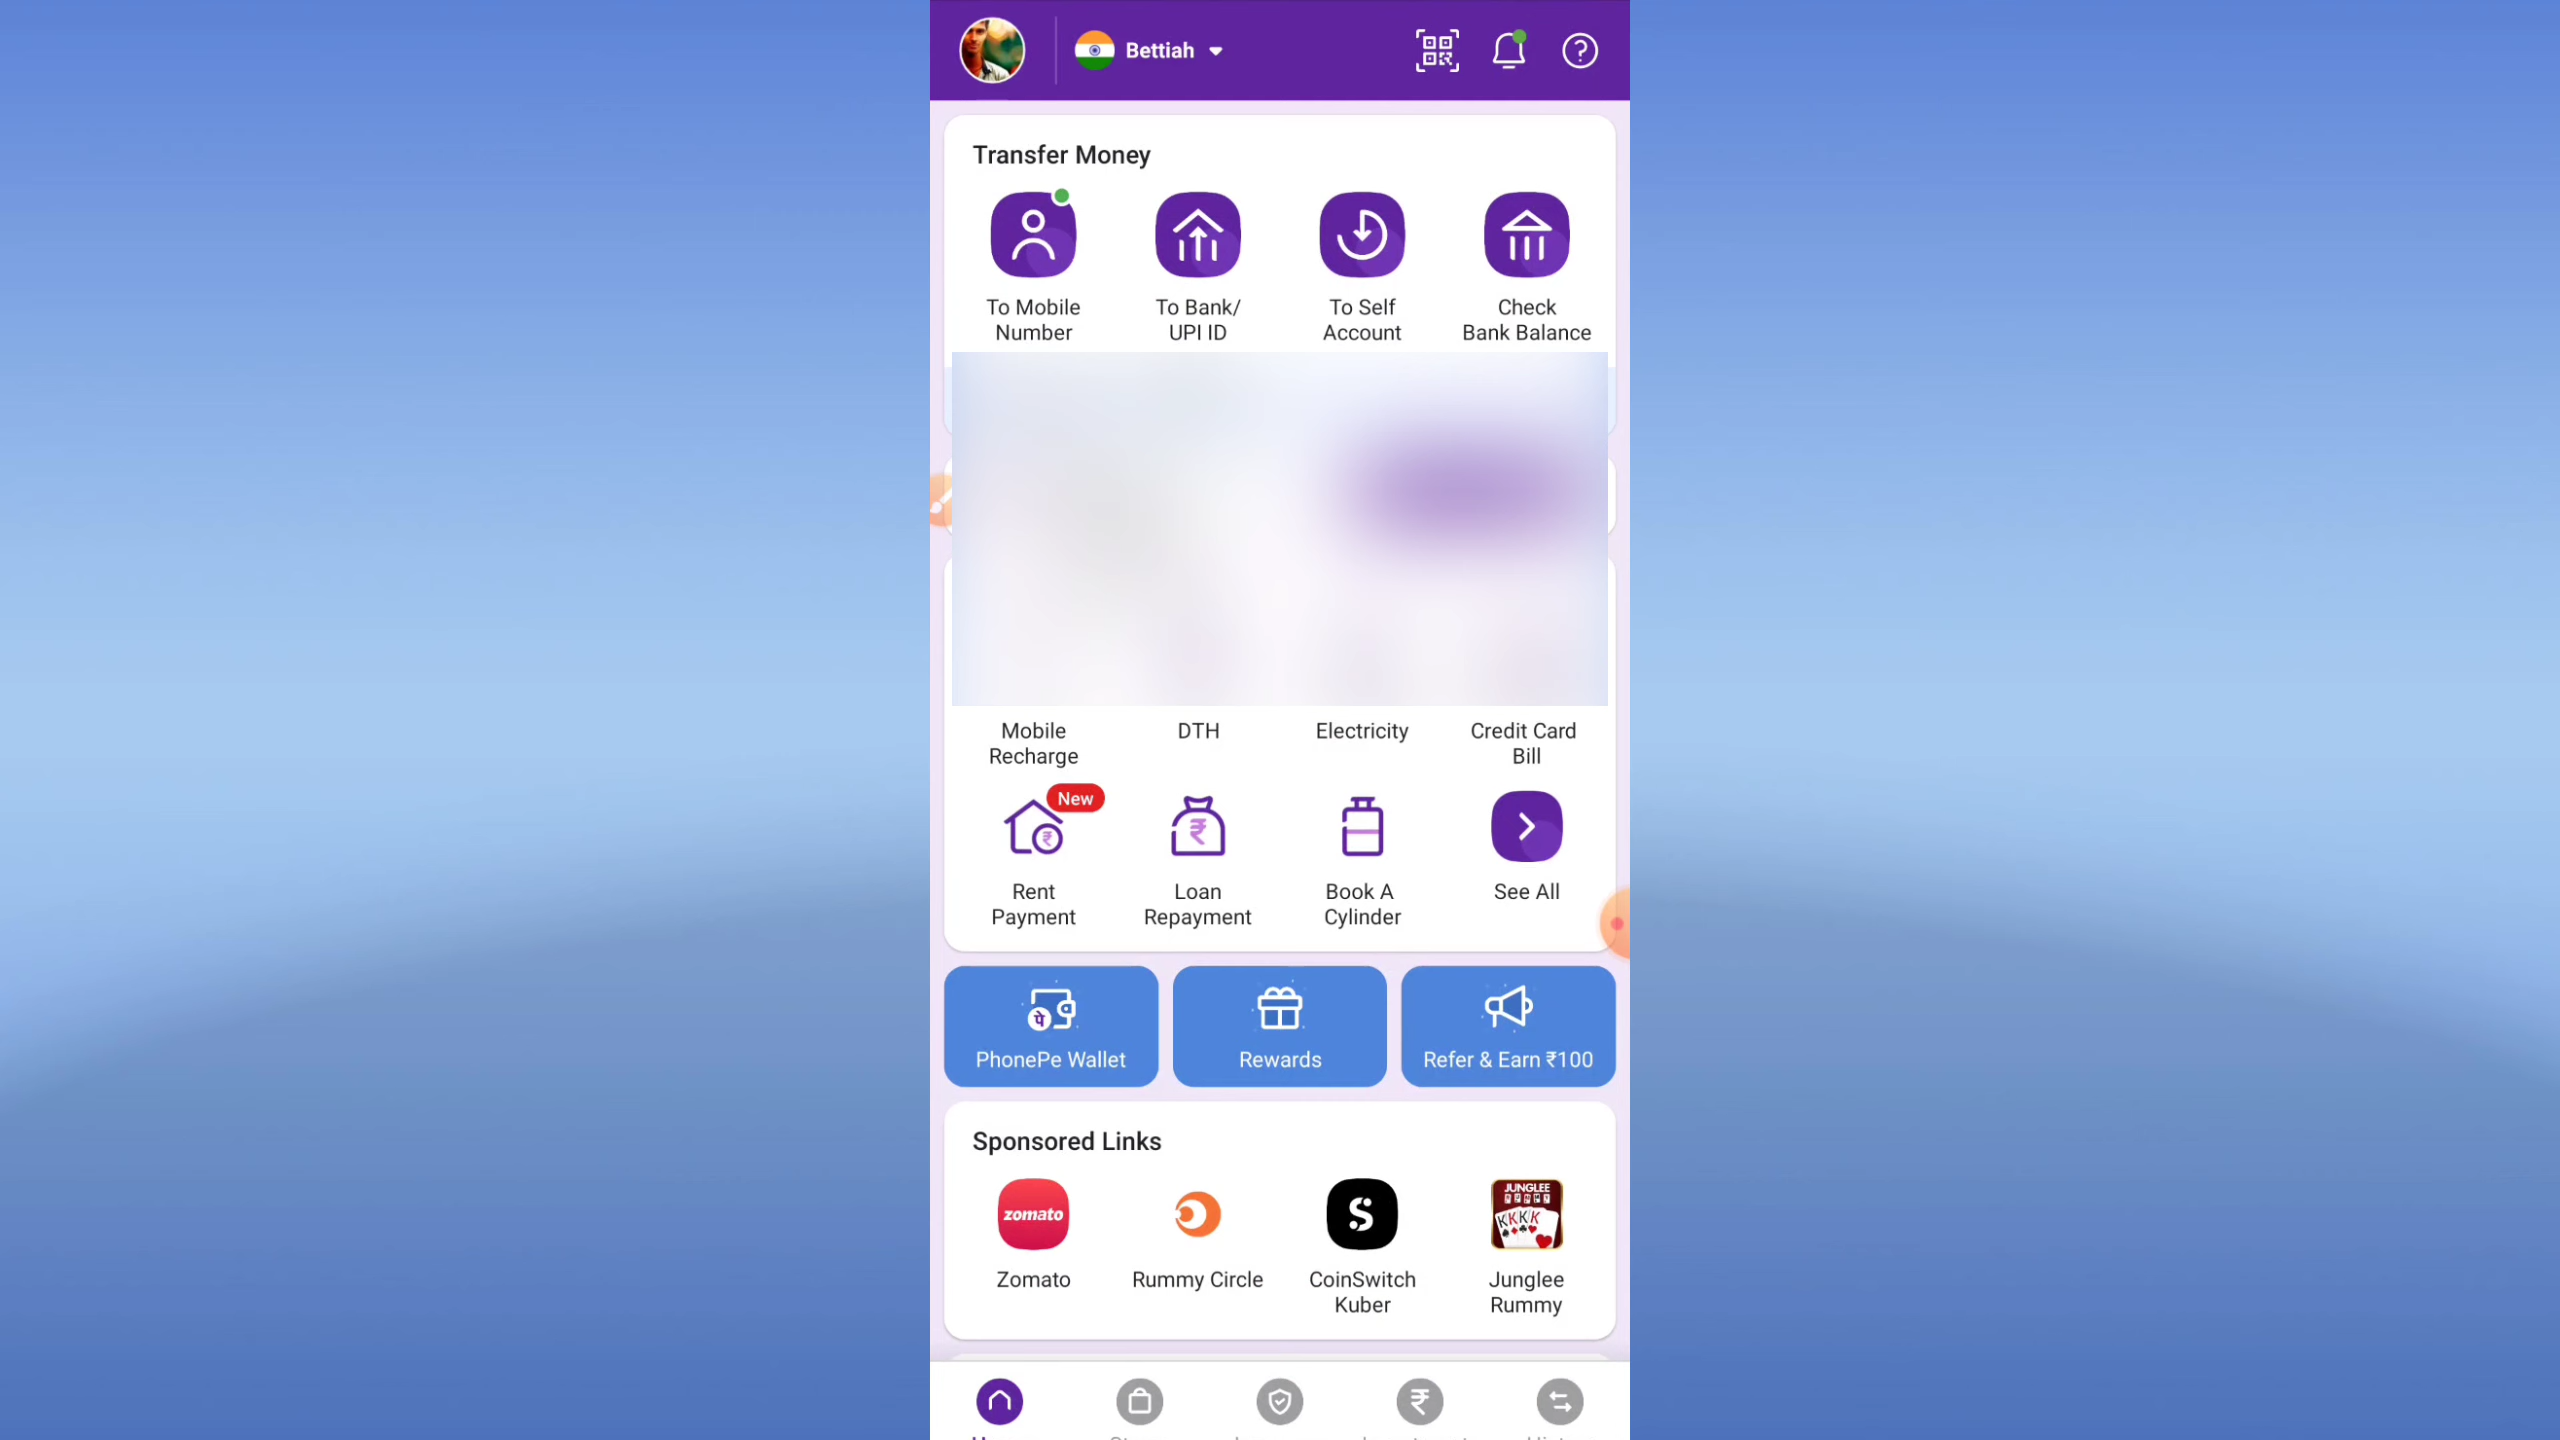 Bettiah
Transfer Money
To Mobile
Number
To Bank/
UPI ID
To Self
Account
Check
Bank Balance
Mobile
Recharge
DTH
Electricity
Credit Card
Bill
New
Rent
Payment
Loan
Repayment
Book A
Cylinder
See All
पे
PhonePe Wallet
Rewards
Refer & Earn ₹100
Sponsored Links
zomato
JUNGLEE
RUMMY
KKKK
Zomato
Rummy Circle
CoinSwitch
Kuber
Junglee
Rummy